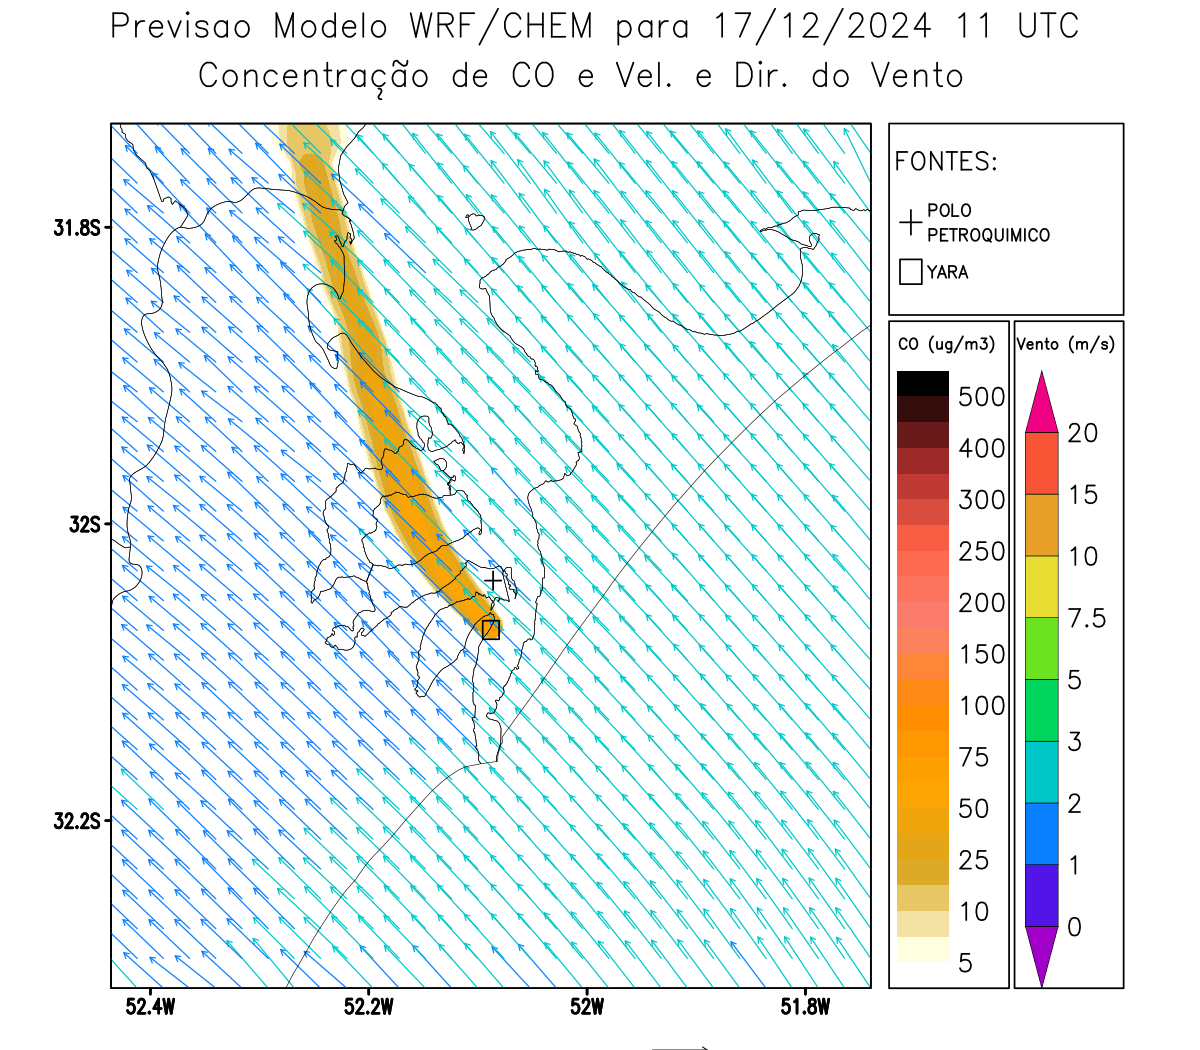 Previsao Modelo WRF/CHEM para 17/12/2024 11 UTC
Concentração de CO e Vel. e Dir. do Vento
FONTES:
POLO
PETROQUIMICO
YARA
CO (ug/m3)
500
400
300
250
200
150
100
75
50
25
10
5
Vento (m/s)
20
15
10
7.5
5
3
2
1
0
31.8S
32S
32.2S
52.4W
52.2W
52W
51.8W